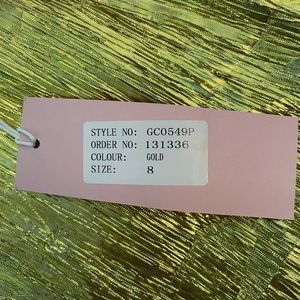 STYLE NO: GC0549P
ORDER NO: 131336
COLOUR: GOLD
SIZE: 8